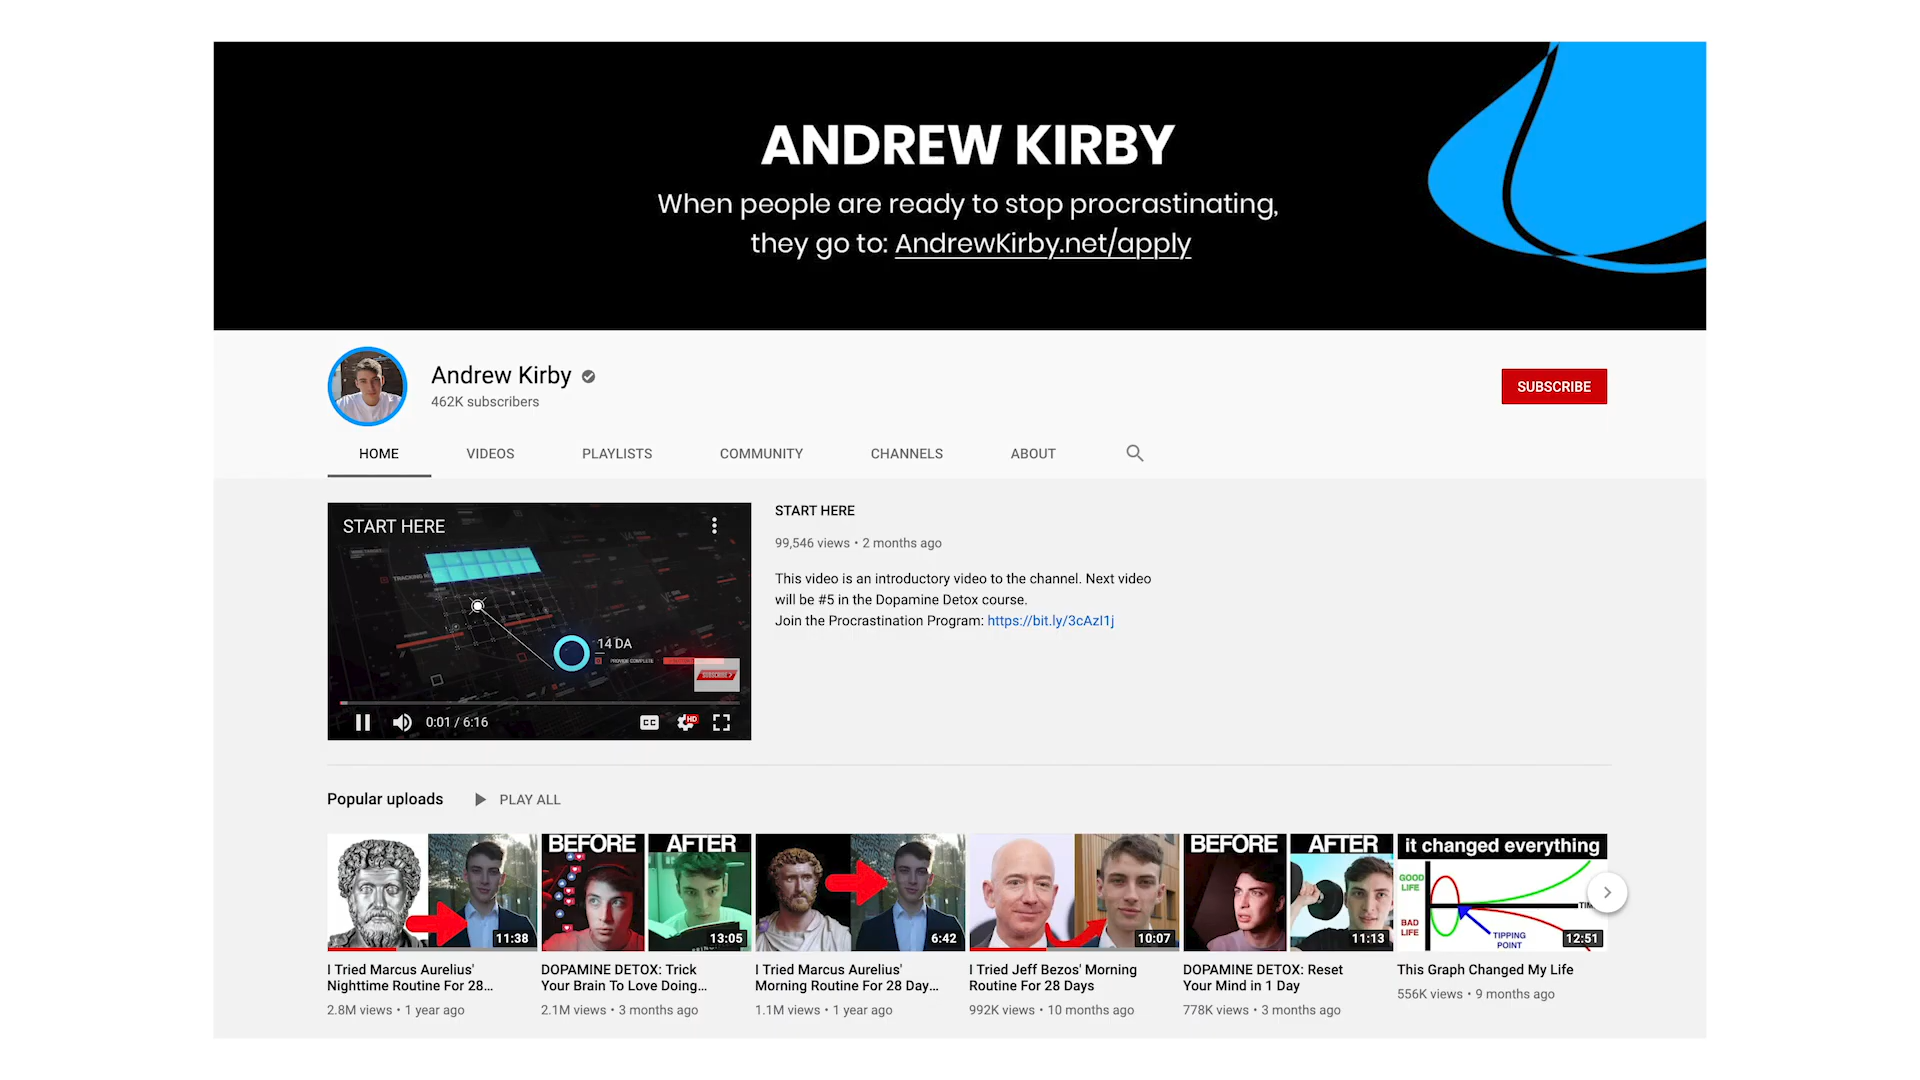 ANDREW KIRBY
When people are ready to stop procrastinating,
they go to: AndrewKirby.net/apply
Andrew Kirby
462K subscribers
SUBSCRIBE
HOME
VIDEOS
PLAYLISTS
COMMUNITY
CHANNELS
ABOUT
START HERE
TRACKING
14 DA
PROVIDE COMPLETE
SUBSCRIBE
0:01 / 6:16
CC
HD
START HERE
99,546 views • 2 months ago
This video is an introductory video to the channel. Next video
will be #5 in the Dopamine Detox course.
Join the Procrastination Program: https://bit.ly/3cAzI1j
Popular uploads
PLAY ALL
11:38
I Tried Marcus Aurelius'
Nighttime Routine For 28...
2.8M views • 1 year ago
BEFORE
AFTER
13:05
DOPAMINE DETOX: Trick
Your Brain To Love Doing...
2.1M views • 3 months ago
6:42
I Tried Marcus Aurelius'
Morning Routine For 28 Day...
1.1M views • 1 year ago
10:07
I Tried Jeff Bezos' Morning
Routine For 28 Days
992K views • 10 months ago
BEFORE
AFTER
11:13
DOPAMINE DETOX: Reset
Your Mind in 1 Day
778K views • 3 months ago
it changed everything
GOOD
LIFE
BAD
LIFE
TIPPING
POINT
12:51
This Graph Changed My Life
556K views • 9 months ago